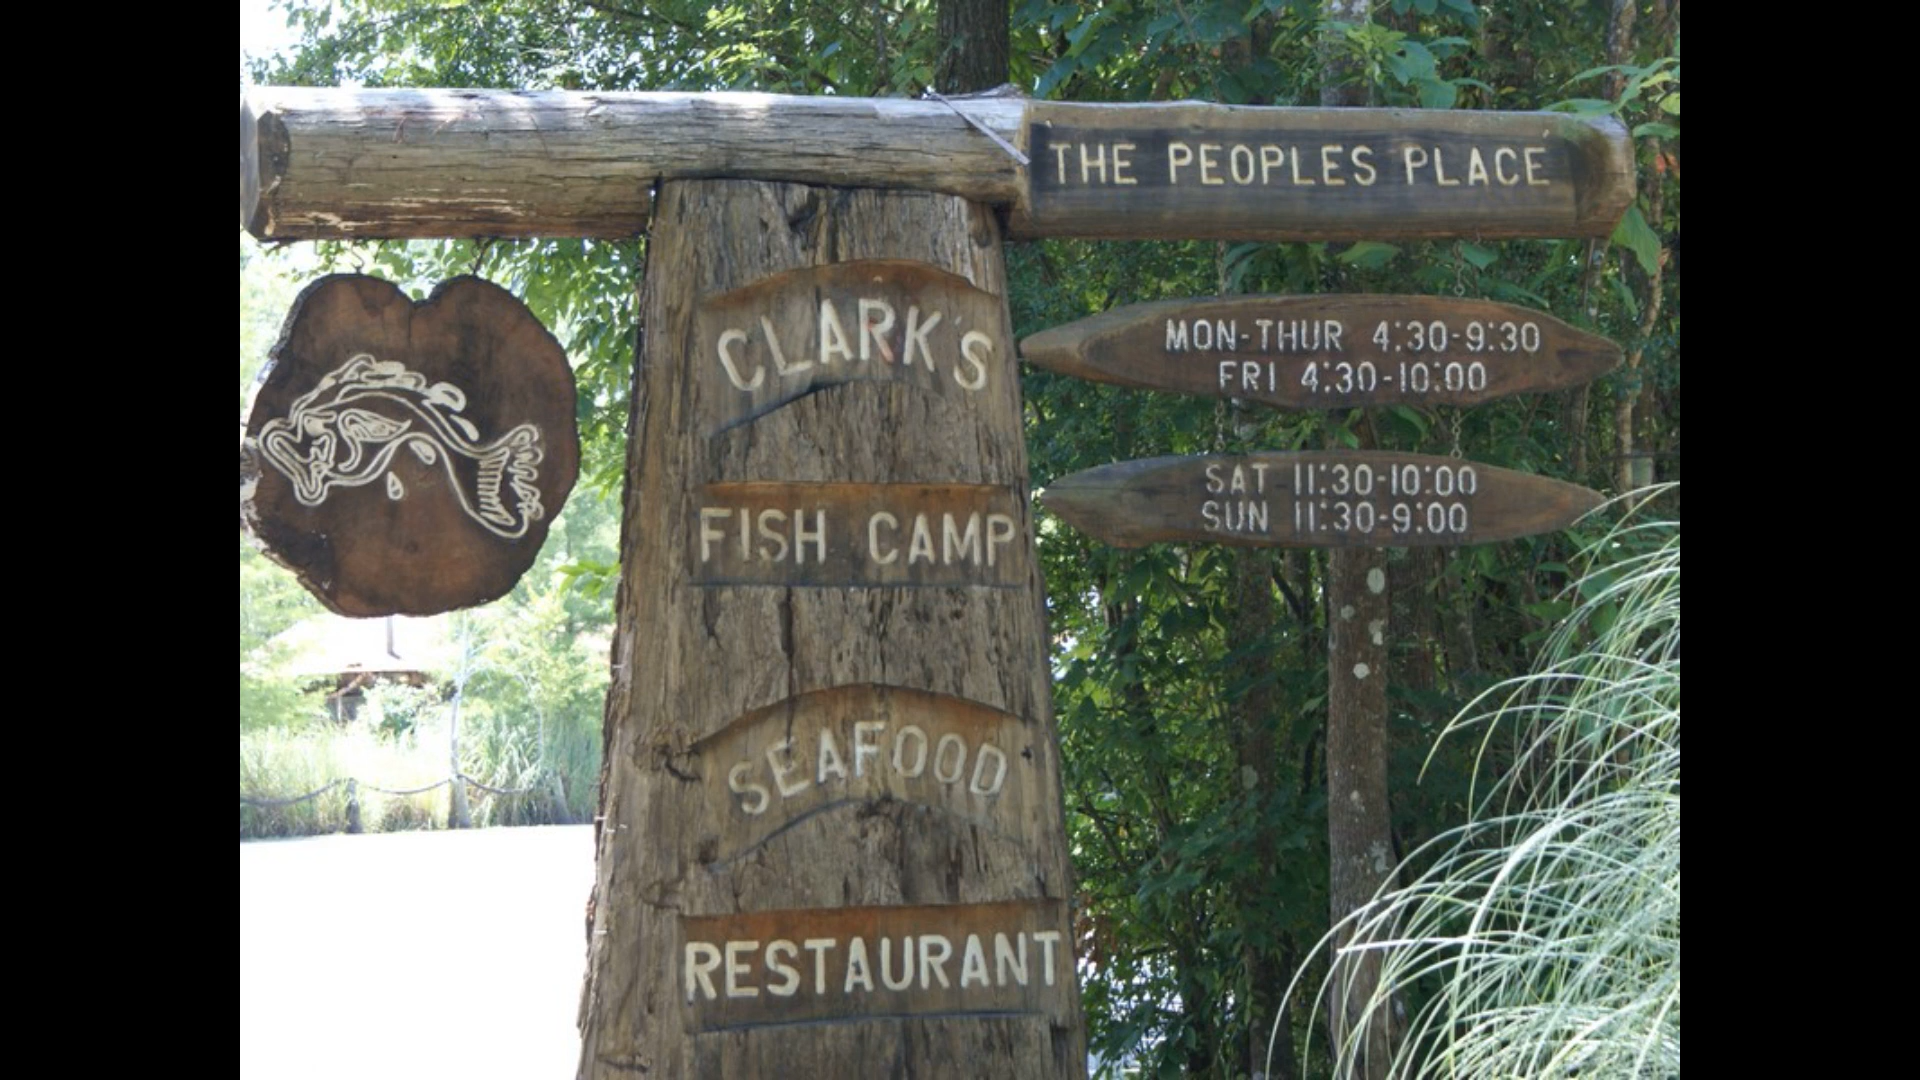 THE PEOPLES PLACE
CLARK'S
FISH CAMP
SEAFOOD
RESTAURANT
MON-THUR 4:30-9:30
FRI 4:30-10:00
SAT 11:30-10:00
SUN 11:30-9:00